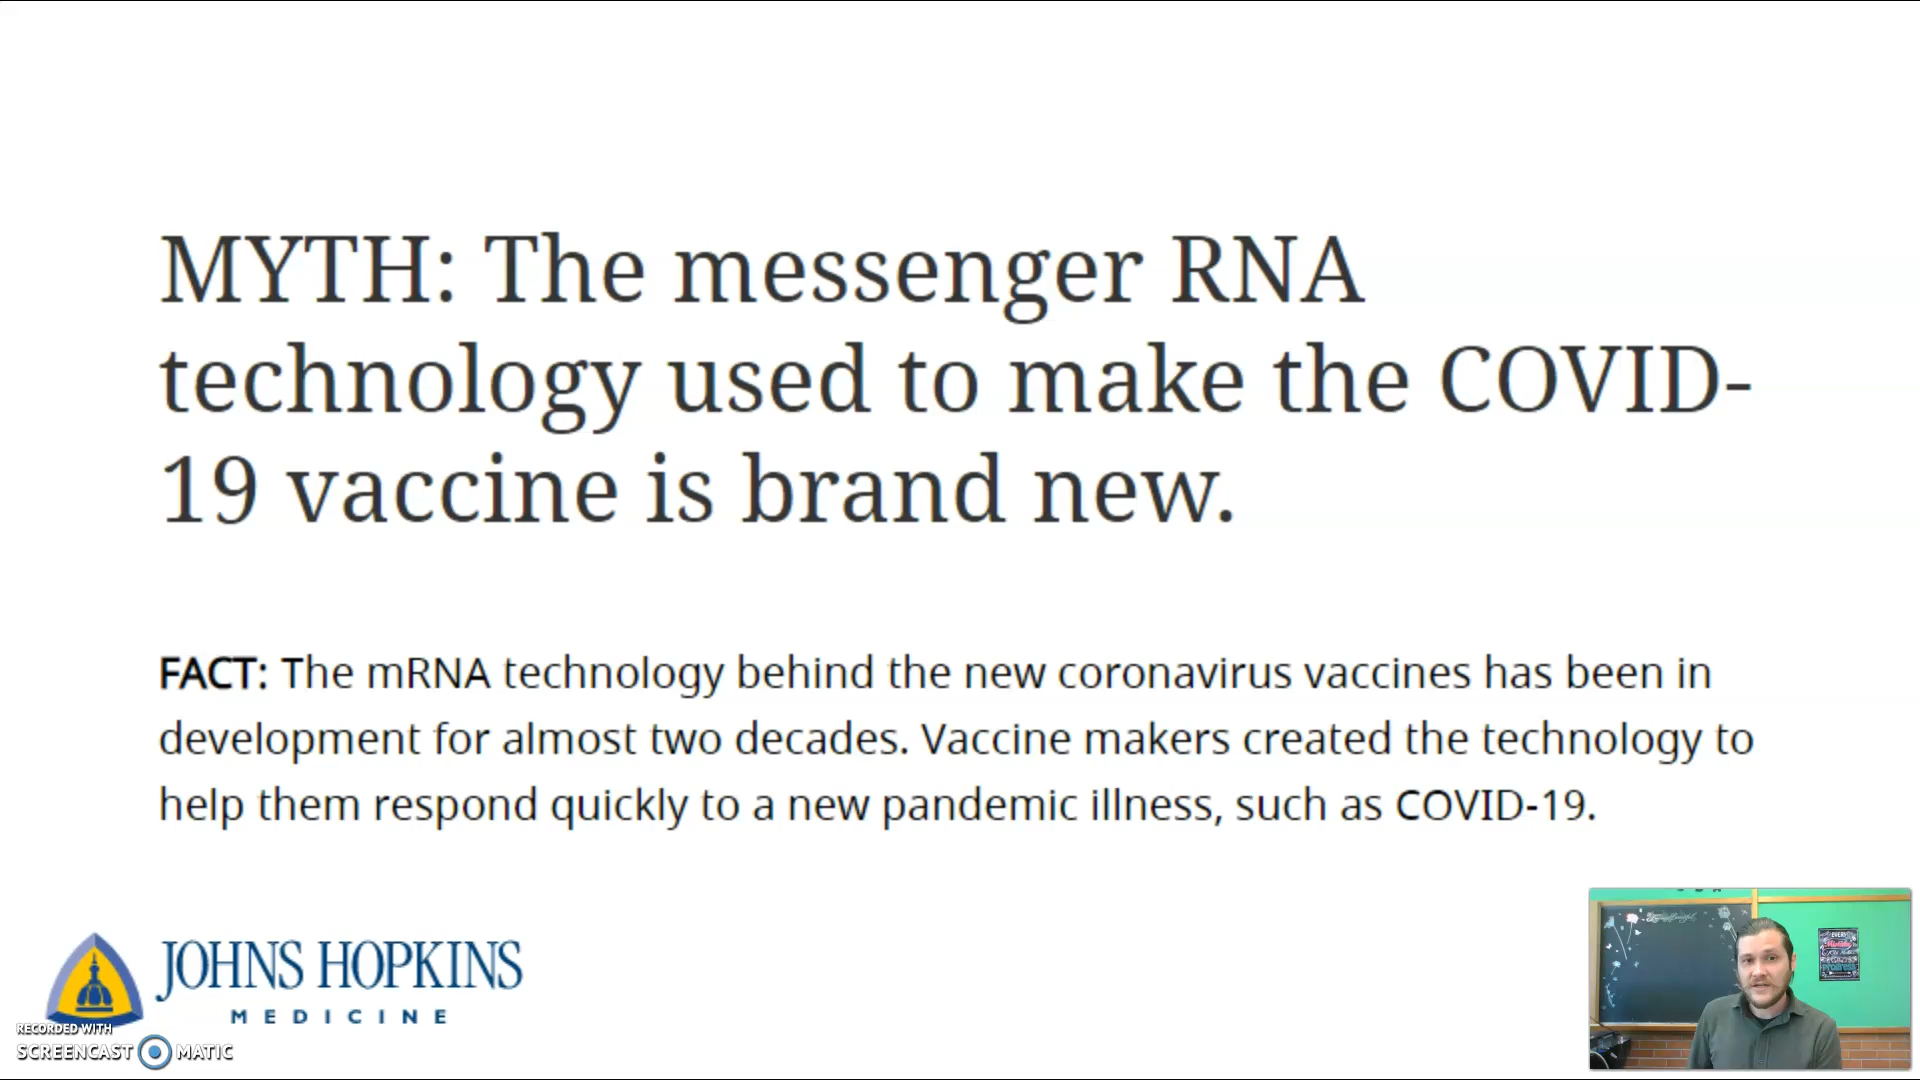 MYTH: The messenger RNA
technology used to make the COVID-
19 vaccine is brand new.
FACT: The mRNA technology behind the new coronavirus vaccines has been in
development for almost two decades. Vaccine makers created the technology to
help them respond quickly to a new pandemic illness, such as COVID-19.
JOHNS HOPKINS
MEDICINE
RECORDED WITH
SCREENCAST MATIC
EVERY
Mistake
PROGRESS